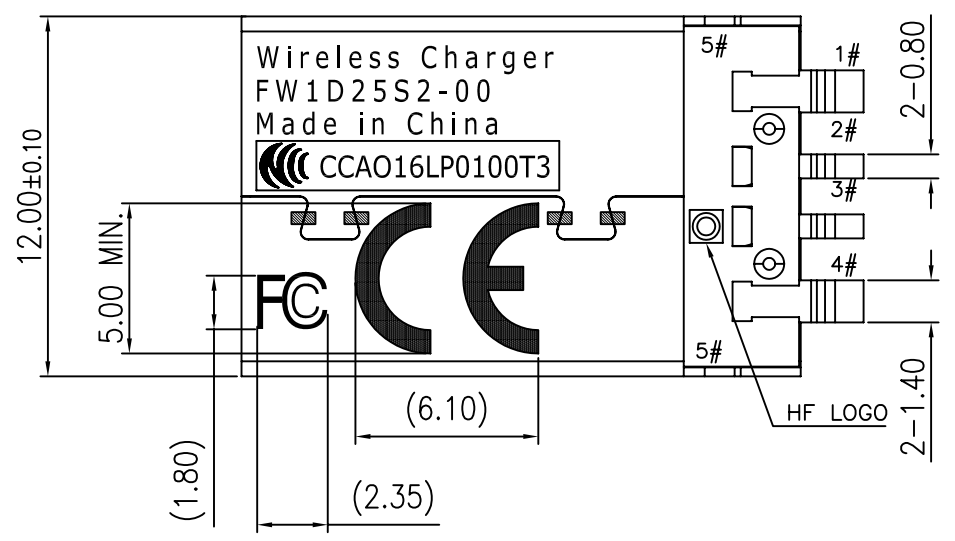 Wireless Charger
FW1D25S2-00
Made in China
CCAO16LP0100T3
FC CE
5#
1#
2#
3#
4#
5#
12.00±0.10
5.00 MIN.
(1.80)
(2.35)
(6.10)
2-0.80
2-1.40
HF LOGO